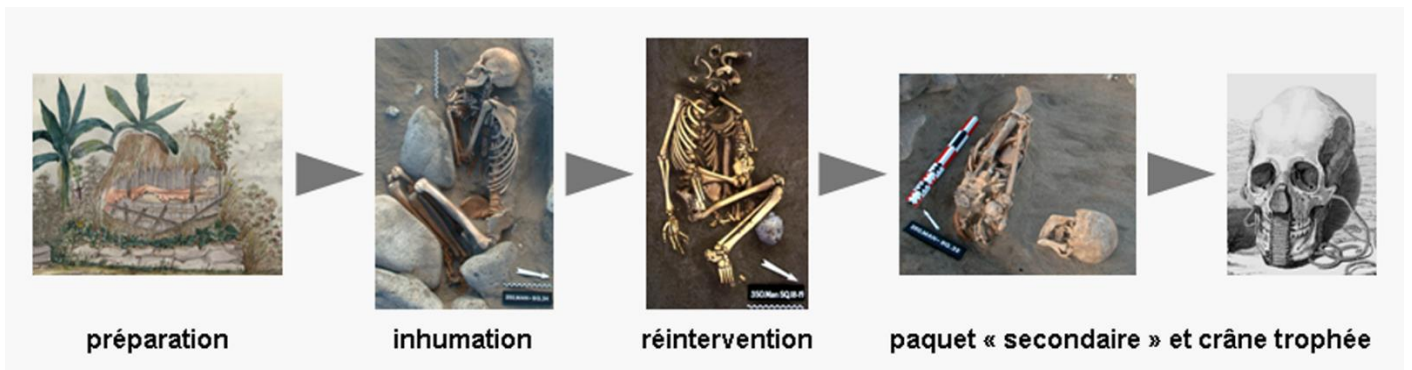 préparation
inhumation
réintervention
paquet « secondaire » et crâne trophée